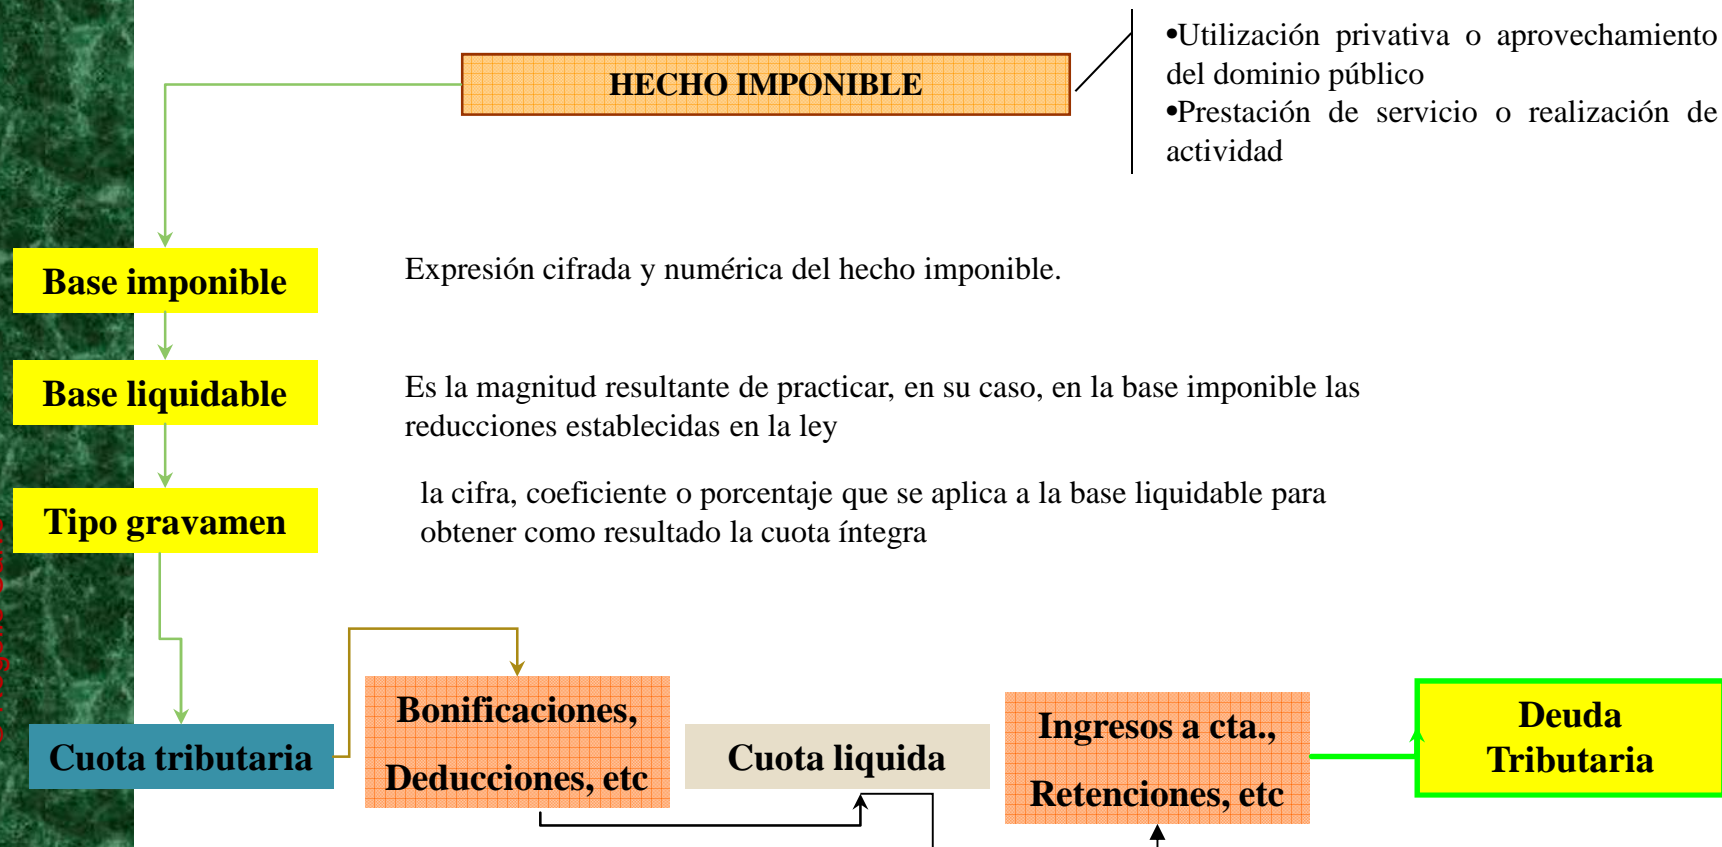 HECHO IMPONIBLE
•Utilización privativa o aprovechamiento
del dominio público
•Prestación de servicio o realización de
actividad
Base imponible
Expresión cifrada y numérica del hecho imponible.
Base liquidable
Es la magnitud resultante de practicar, en su caso, en la base imponible las
reducciones establecidas en la ley
Tipo gravamen
la cifra, coeficiente o porcentaje que se aplica a la base liquidable para
obtener como resultado la cuota íntegra
Cuota tributaria
Bonificaciones,
Deducciones, etc
Cuota liquida
Ingresos a cta.,
Retenciones, etc
Deuda
Tributaria